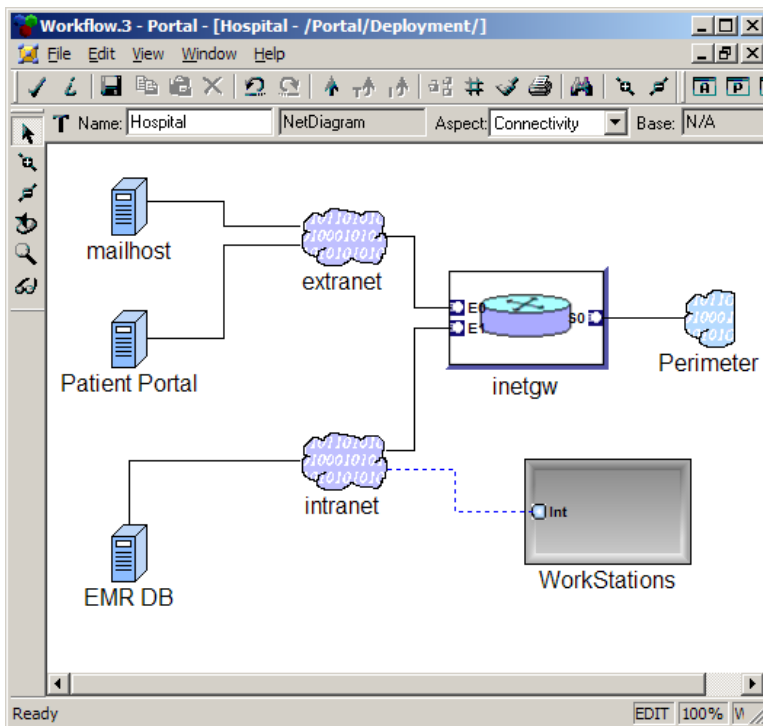 Workflow.3 - Portal - [Hospital - /Portal/Deployment/]
File Edit View Window Help
A P
T Name: Hospital NetDiagram Aspect: Connectivity Base: N/A
mailhost
extranet
Patient Portal
E0
E1
S0
inetgw
Perimeter
intranet
Int
WorkStations
EMR DB
Ready EDIT 100%